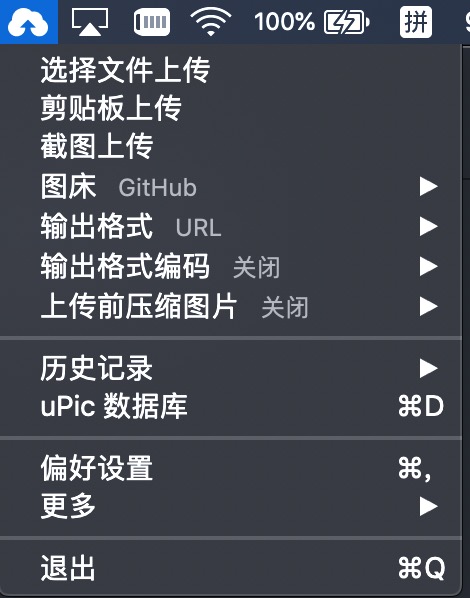 100% 拼
选择文件上传
剪贴板上传
截图上传
图床 GitHub
输出格式 URL
输出格式编码 关闭
上传前压缩图片 关闭
历史记录
uPic 数据库 ⌘D
偏好设置 ⌘,
更多
退出 ⌘Q